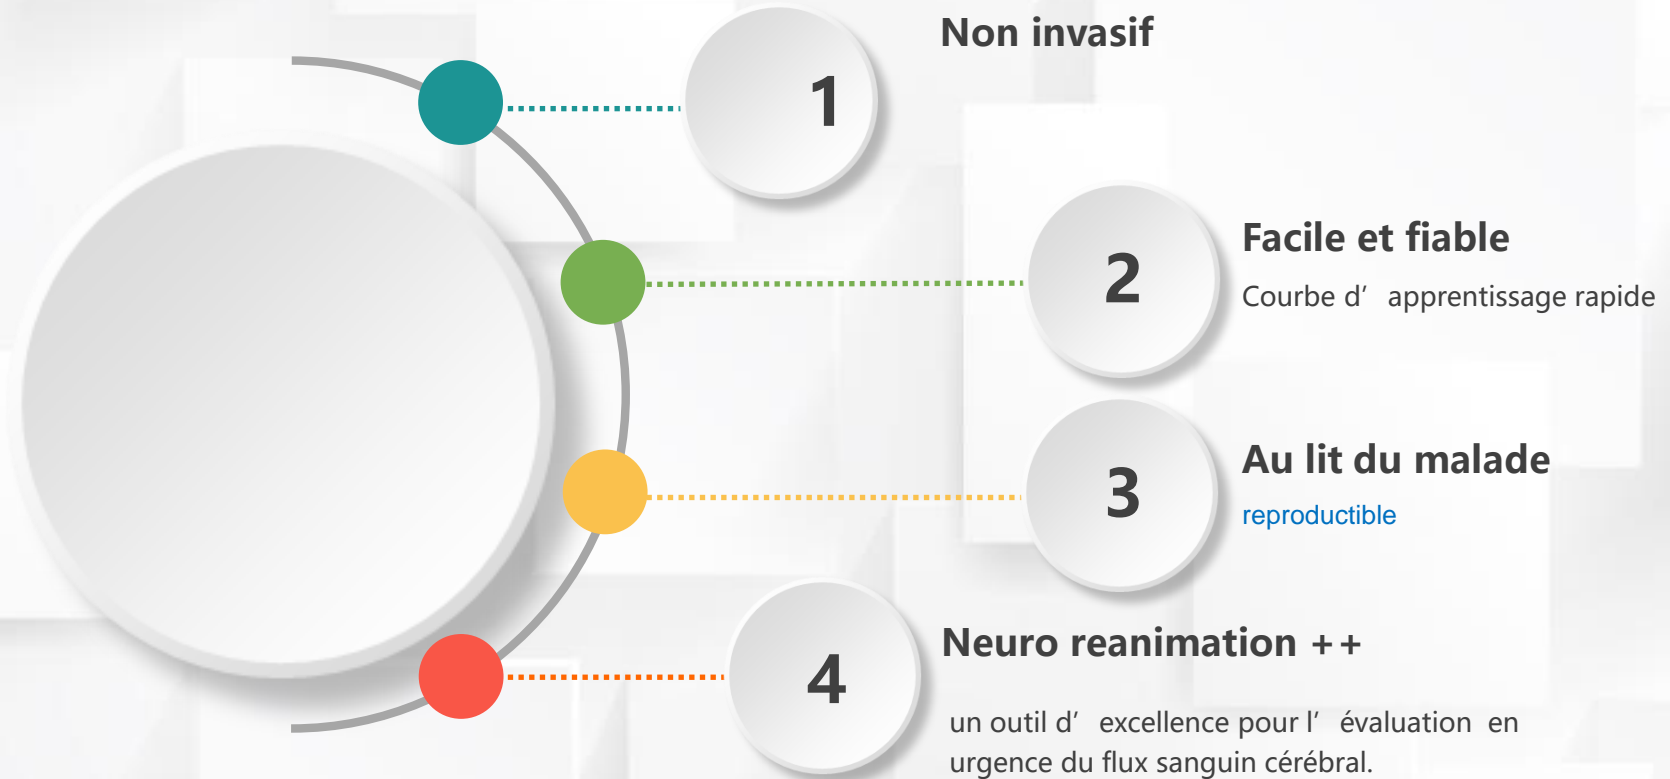 1
Non invasif
2
Facile et fiable
Courbe d’ apprentissage rapide
3
Au lit du malade
reproductible
4
Neuro reanimation ++
un outil d’ excellence pour l’ évaluation en
urgence du flux sanguin cérébral.